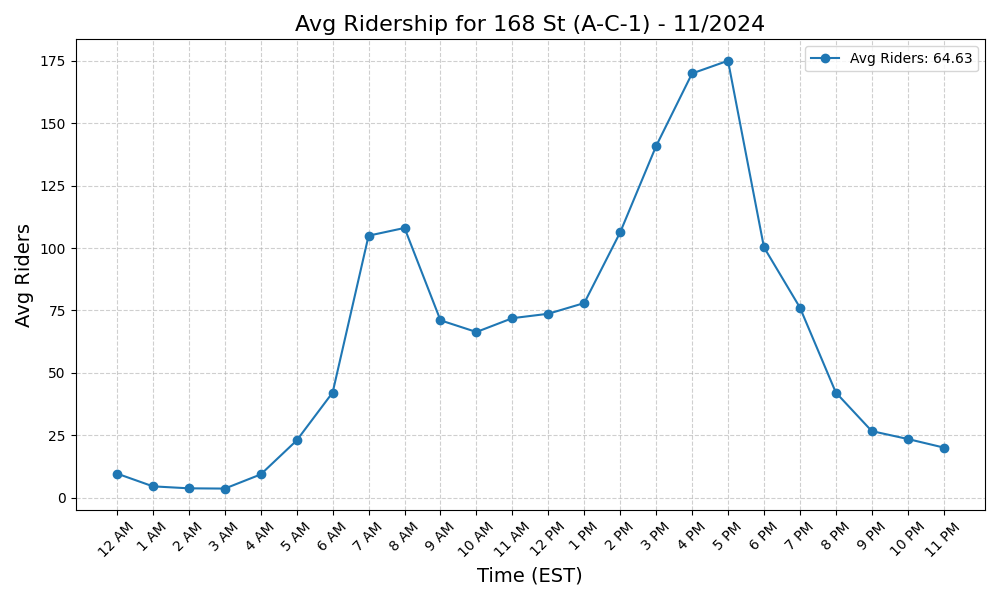 Avg Ridership for 168 St (A-C-1) - 11/2024
Avg Riders: 64.63
Avg Riders
175
150
125
100
75
50
25
0
12 AM
1 AM
2 AM
3 AM
4 AM
5 AM
6 AM
7 AM
8 AM
9 AM
10 AM
11 AM
12 PM
1 PM
2 PM
3 PM
4 PM
5 PM
6 PM
7 PM
8 PM
9 PM
10 PM
11 PM
Time (EST)